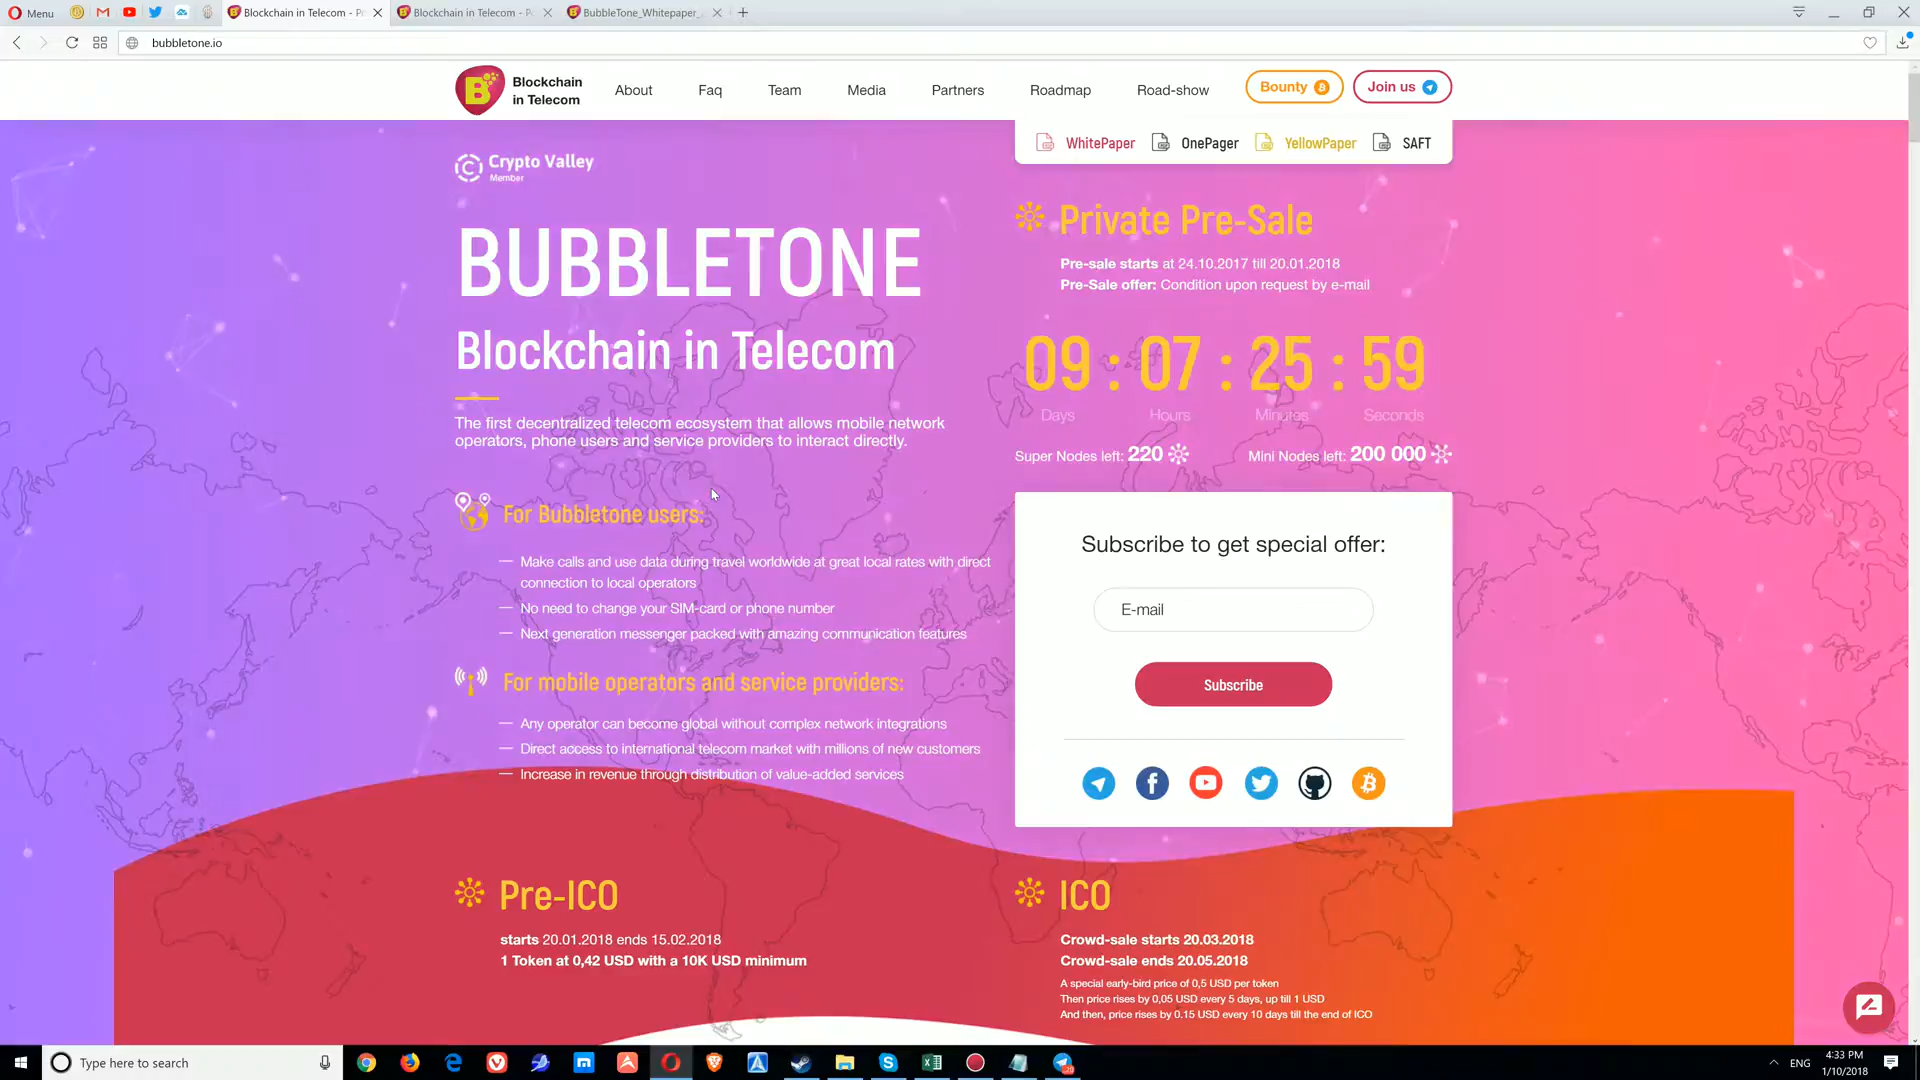 Menu
Blockchain in Telecom - Po
Blockchain in Telecom - Po
BubbleTone_Whitepaper_
bubbletone.io
Blockchain
in Telecom
About
Faq
Team
Media
Partners
Roadmap
Road-show
Bounty
Join us
WhitePaper
OnePager
YellowPaper
SAFT
Crypto Valley
Member
BUBBLETONE
Blockchain in Telecom
The first decentralized telecom ecosystem that allows mobile network
operators, phone users and service providers to interact directly.
For Bubbletone users:
— Make calls and use data during travel worldwide at great local rates with direct
connection to local operators
— No need to change your SIM-card or phone number
— Next generation messenger packed with amazing communication features
For mobile operators and service providers:
— Any operator can become global without complex network integrations
— Direct access to international telecom market with millions of new customers
— Increase in revenue through distribution of value-added services
Private Pre-Sale
Pre-sale starts at 24.10.2017 till 20.01.2018
Pre-Sale offer: Condition upon request by e-mail
09 : 07 : 25 : 59
Days Hours Minutes Seconds
Super Nodes left: 220
Mini Nodes left: 200 000
Subscribe to get special offer:
E-mail
Subscribe
Pre-ICO
starts 20.01.2018 ends 15.02.2018
1 Token at 0,42 USD with a 10K USD minimum
ICO
Crowd-sale starts 20.03.2018
Crowd-sale ends 20.05.2018
A special early-bird price of 0,5 USD per token
Then price rises by 0,05 USD every 5 days, up till 1 USD
And then, price rises by 0.15 USD every 10 days till the end of ICO
Type here to search
ENG
4:33 PM
1/10/2018